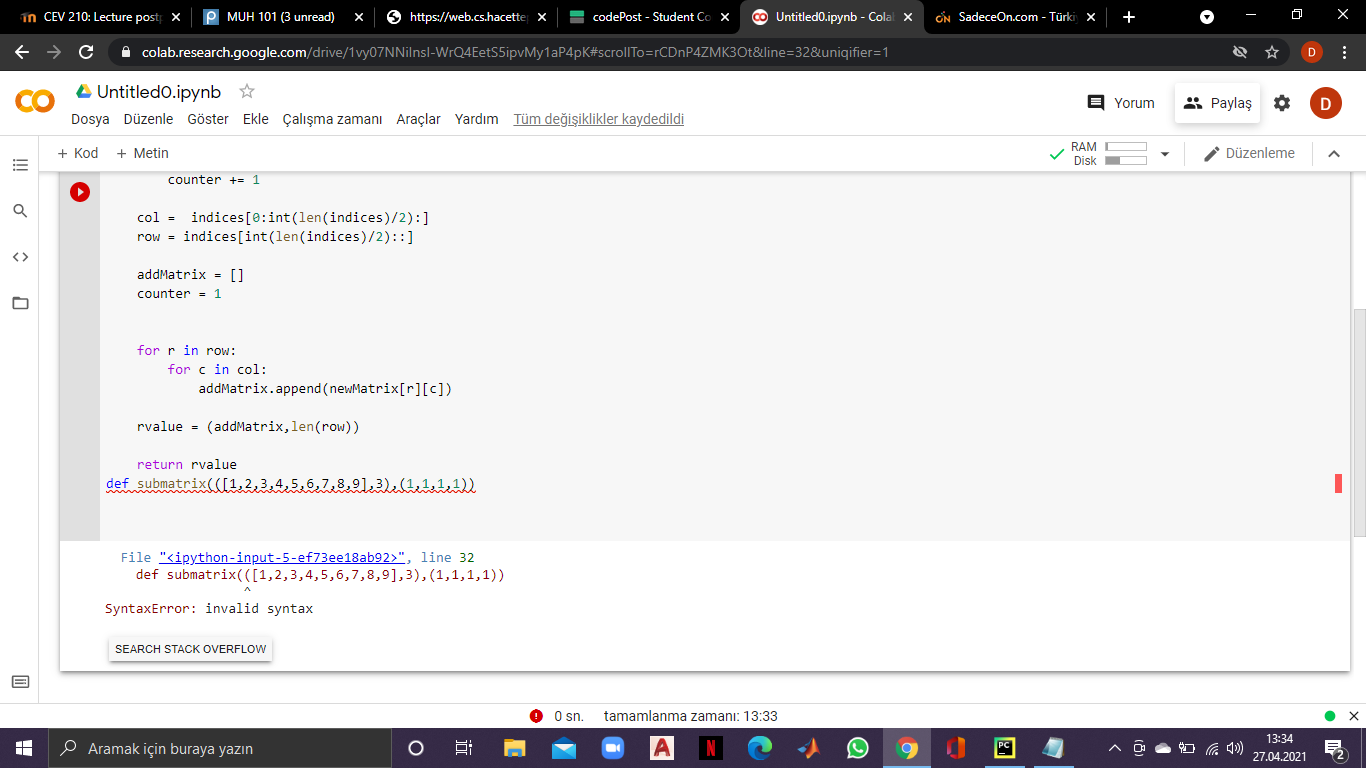 CEV 210: Lecture postp
MUH 101 (3 unread)
https://web.cs.hacettep
codePost - Student Co
Untitled0.ipynb - Colab
SadeceOn.com - Türki
colab.research.google.com/drive/1vy07NNiInsI-WrQ4EetS5ipvMy1aP4pK#scrollTo=rCDnP4ZMK3Ot&line=32&uniqifier=1
D
Untitled0.ipynb
Yorum
Paylaş
D
Dosya Düzenle Göster Ekle Çalışma zamanı Araçlar Yardım Tüm değişiklikler kaydedildi
+ Kod + Metin
RAM
Disk
Düzenleme
counter += 1
col =  indices[0:int(len(indices)/2):]
row = indices[int(len(indices)/2)::]
addMatrix = []
counter = 1
for r in row:
for c in col:
addMatrix.append(newMatrix[r][c])
rvalue = (addMatrix,len(row))
return rvalue
def submatrix(([1,2,3,4,5,6,7,8,9],3),(1,1,1,1))
File "<ipython-input-5-ef73ee18ab92>", line 32
def submatrix(([1,2,3,4,5,6,7,8,9],3),(1,1,1,1))
^
SyntaxError: invalid syntax
SEARCH STACK OVERFLOW
0 sn. tamamlanma zamanı: 13:33
Aramak için buraya yazın
13:34
27.04.2021
2